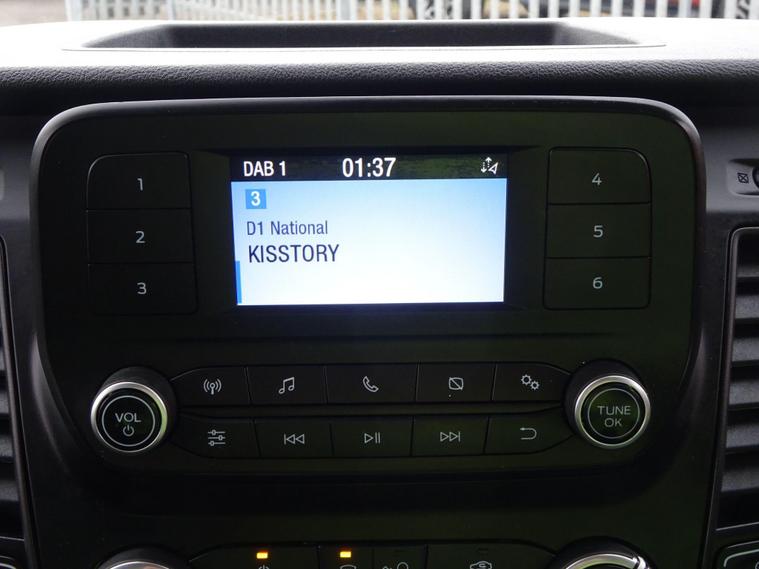 DAB 1 01:37
3
D1 National
KISSTORY
1
2
3
4
5
6
VOL
TUNE
OK